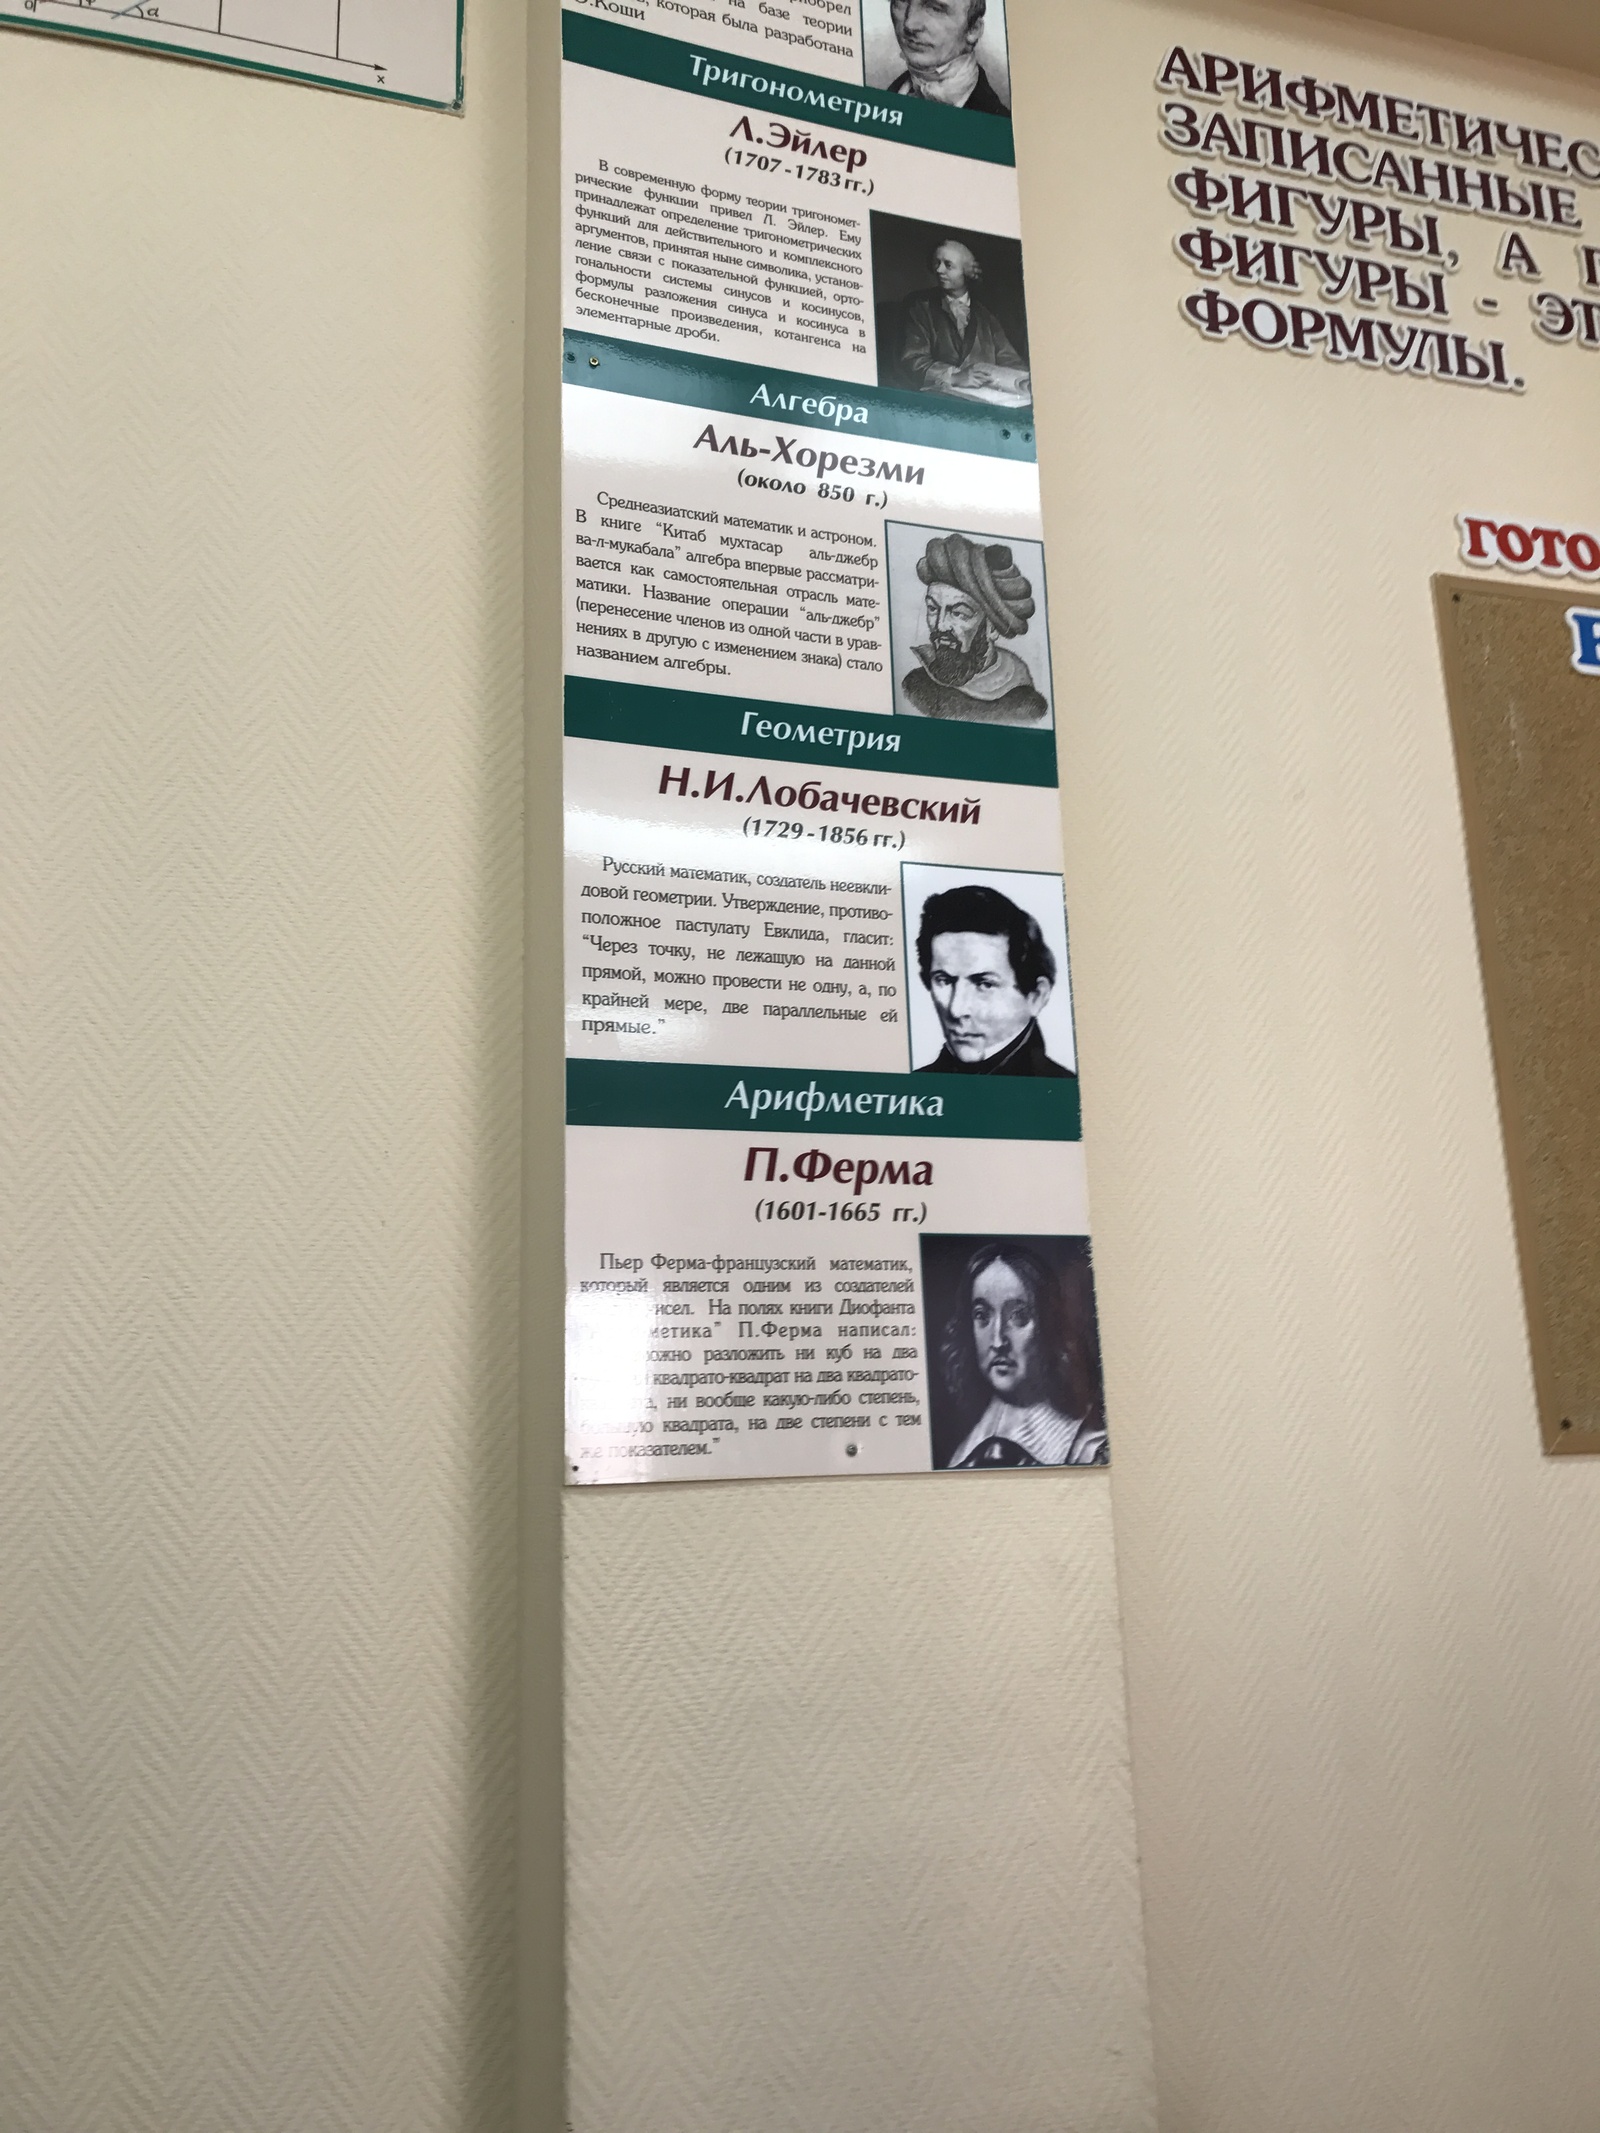 0
α
x
на базе теории
которая была разработана
О.Коши
Тригонометрия
Л.Эйлер
(1707-1783 гг.)
В современную форму теории тригономет-
рические функции привел Л. Эйлер. Ему
принадлежат определение тригонометрических
функций для действительного и комплексного
аргументов, принятая ныне символика, установ-
ление связи с показательной функцией, орто-
гональности системы синусов и косинусов,
формулы разложения синуса и косинуса в
бесконечные произведения, котангенса на
элементарные дроби.
Алгебра
Аль-Хорезми
(около 850 г.)
Среднеазиатский математик и астроном.
В книге “Китаб мухтасар аль-джебр
ва-л-мукабала” алгебра впервые рассматри-
вается как самостоятельная отрасль мате-
матики. Название операции “аль-джебр”
(перенесение членов из одной части в урав-
нениях в другую с изменением знака) стало
названием алгебры.
Геометрия
Н.И.Лобачевский
(1729-1856 гг.)
Русский математик, создатель неевкли-
довой геометрии. Утверждение, противо-
положное пастулату Евклида, гласит:
“Через точку, не лежащую на данной
прямой, можно провести не одну, а, по
крайней мере, две параллельные ей
прямые.”
Арифметика
П.Ферма
(1601-1665 гг.)
Пьер Ферма-французский математик,
который является одним из создателей
исел. На полях книги Диофанта
метика” П.Ферма написал:
ожно разложить ни куб на два
квадрато-квадрат на два квадрато-
а, ни вообще какую-либо степень,
большую квадрата, на две степени с тем
же показателем.”
АРИФМЕТИЧЕС
ЗАПИСАННЫЕ
ФИГУРЫ, А
ФИГУРЫ - ЭТ
ФОРМУЛЫ.
ГОТО